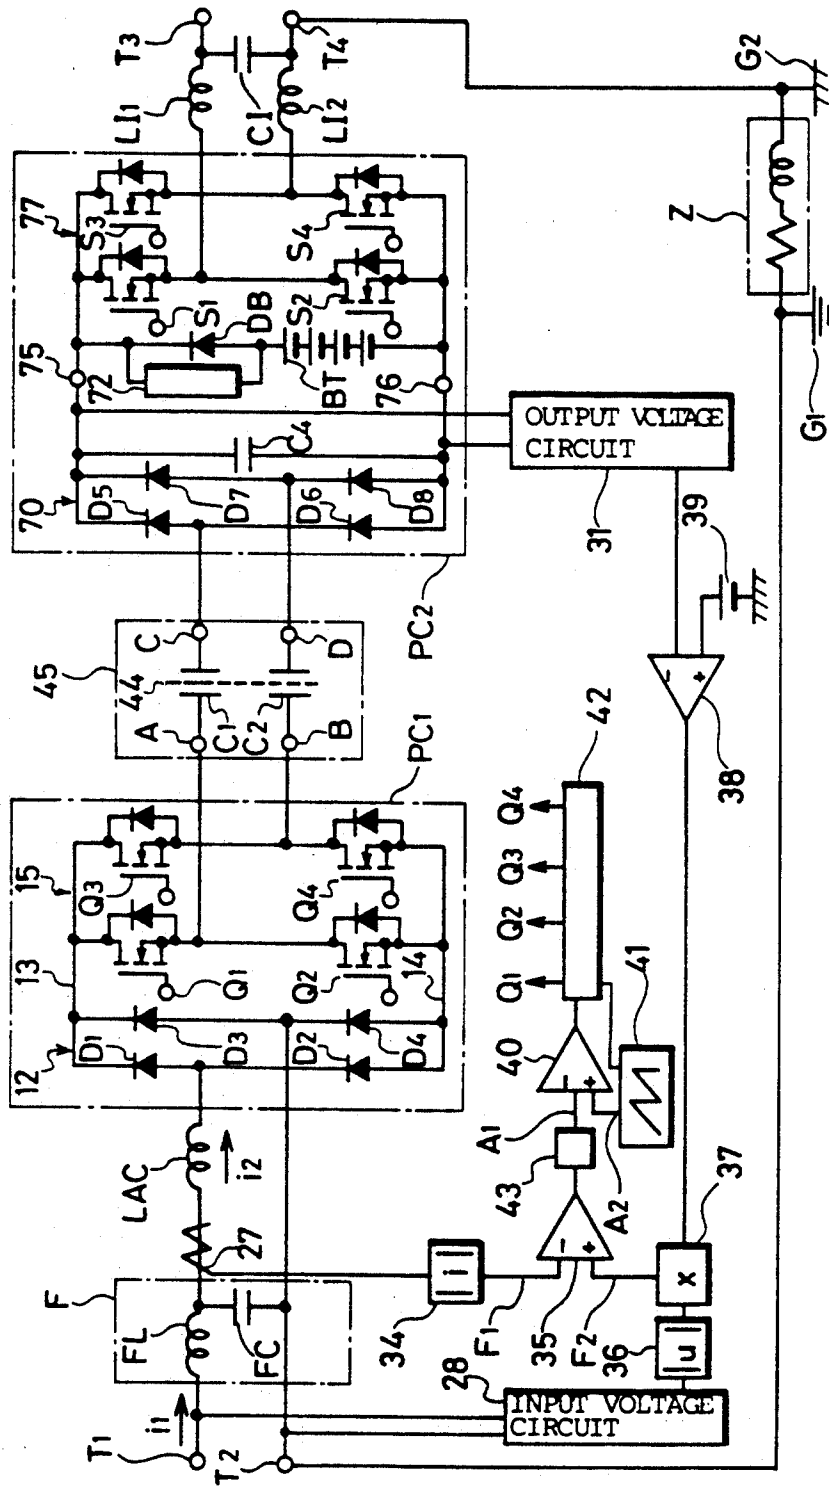 T3
T4
LI1
CI
LI2
G2
77
S3
S1
DB
S4
S2
Z
75
72
BT
76
G1
C4
OUTPUT VOLTAGE
CIRCUIT
70
D5
D7
D6
D8
31
39
PC2
C
D
45
44
C1
C2
A
B
PC1
42
38
Q3
Q4
15
13
Q1
Q2
14
Q4
Q3
Q2
Q1
12
D1
D3
D2
D4
40
41
A1
A2
43
LAC
i2
27
37
F
FL
FC
|i|
34
F1
35
F2
x
36
|u|
28
INPUT VOLTAGE
CIRCUIT
i1
T1
T2
- + - +
- +